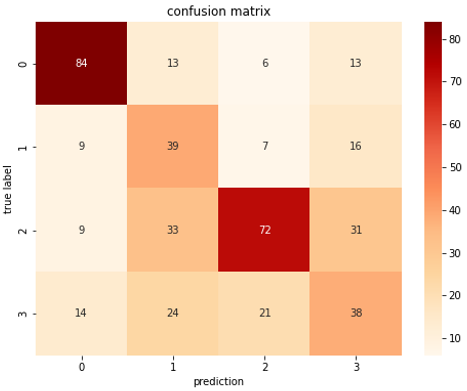 confusion matrix
0 84 13 6 13
1 9 39 7 16
2 9 33 72 31
3 14 24 21 38
0 1 2 3
true label
prediction
80
70
60
50
40
30
20
10